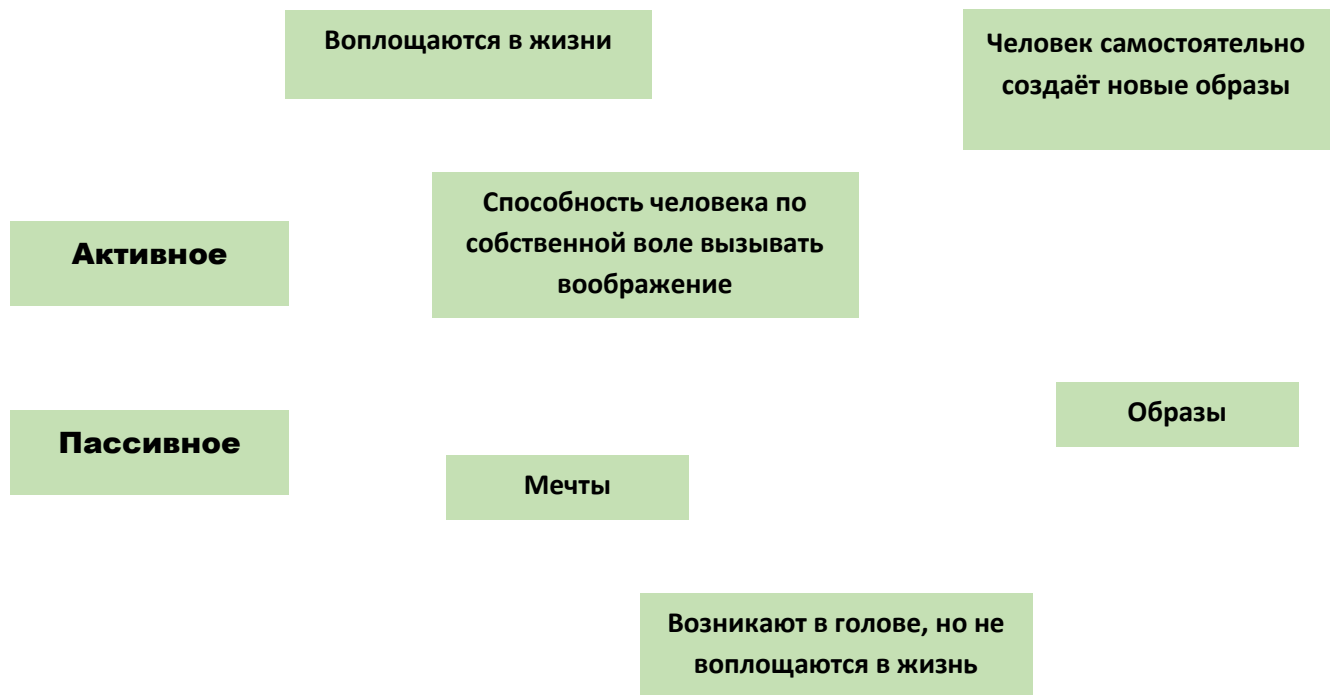 Воплощаются в жизни
Человек самостоятельно
создаёт новые образы
Способность человека по
собственной воле вызывать
воображение
Активное
Образы
Пассивное
Мечты
Возникают в голове, но не
воплощаются в жизнь